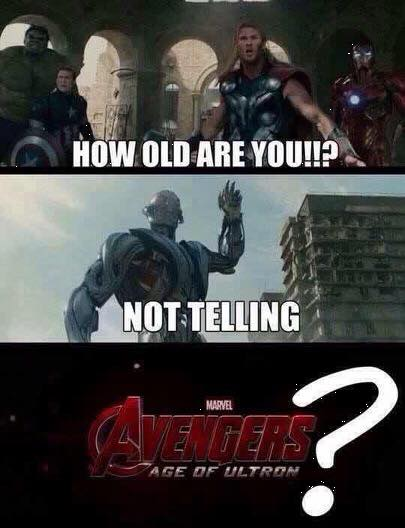 HOW OLD ARE YOU!!?
NOT TELLING
MARVEL
AVENGERS
AGE OF ULTRON
?